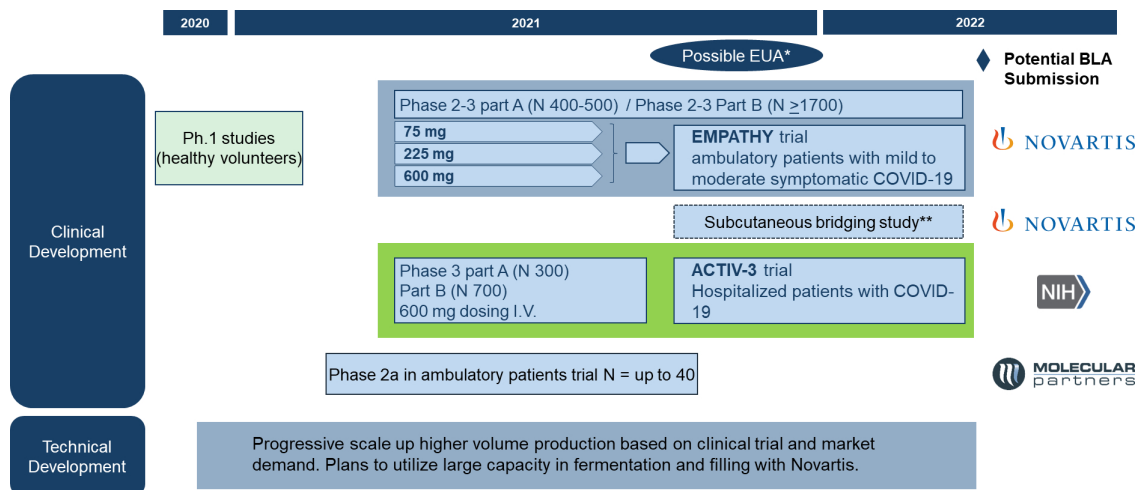 2020
2021
2022
Possible EUA*
Potential BLA
Submission
Clinical
Development
Ph.1 studies
(healthy volunteers)
Phase 2-3 part A (N 400-500)  / Phase 2-3 Part B (N >1700)
75 mg
225 mg
600 mg
EMPATHY trial
ambulatory patients with mild to
moderate symptomatic COVID-19
NOVARTIS
Subcutaneous bridging study**
NOVARTIS
Phase 3 part A (N 300)
Part B (N 700)
600 mg dosing I.V.
ACTIV-3 trial
Hospitalized patients with COVID-
19
NIH
Phase 2a in ambulatory patients trial N = up to 40
MOLECULAR
partners
Technical
Development
Progressive scale up higher volume production based on clinical trial and market
demand. Plans to utilize large capacity in fermentation and filling with Novartis.